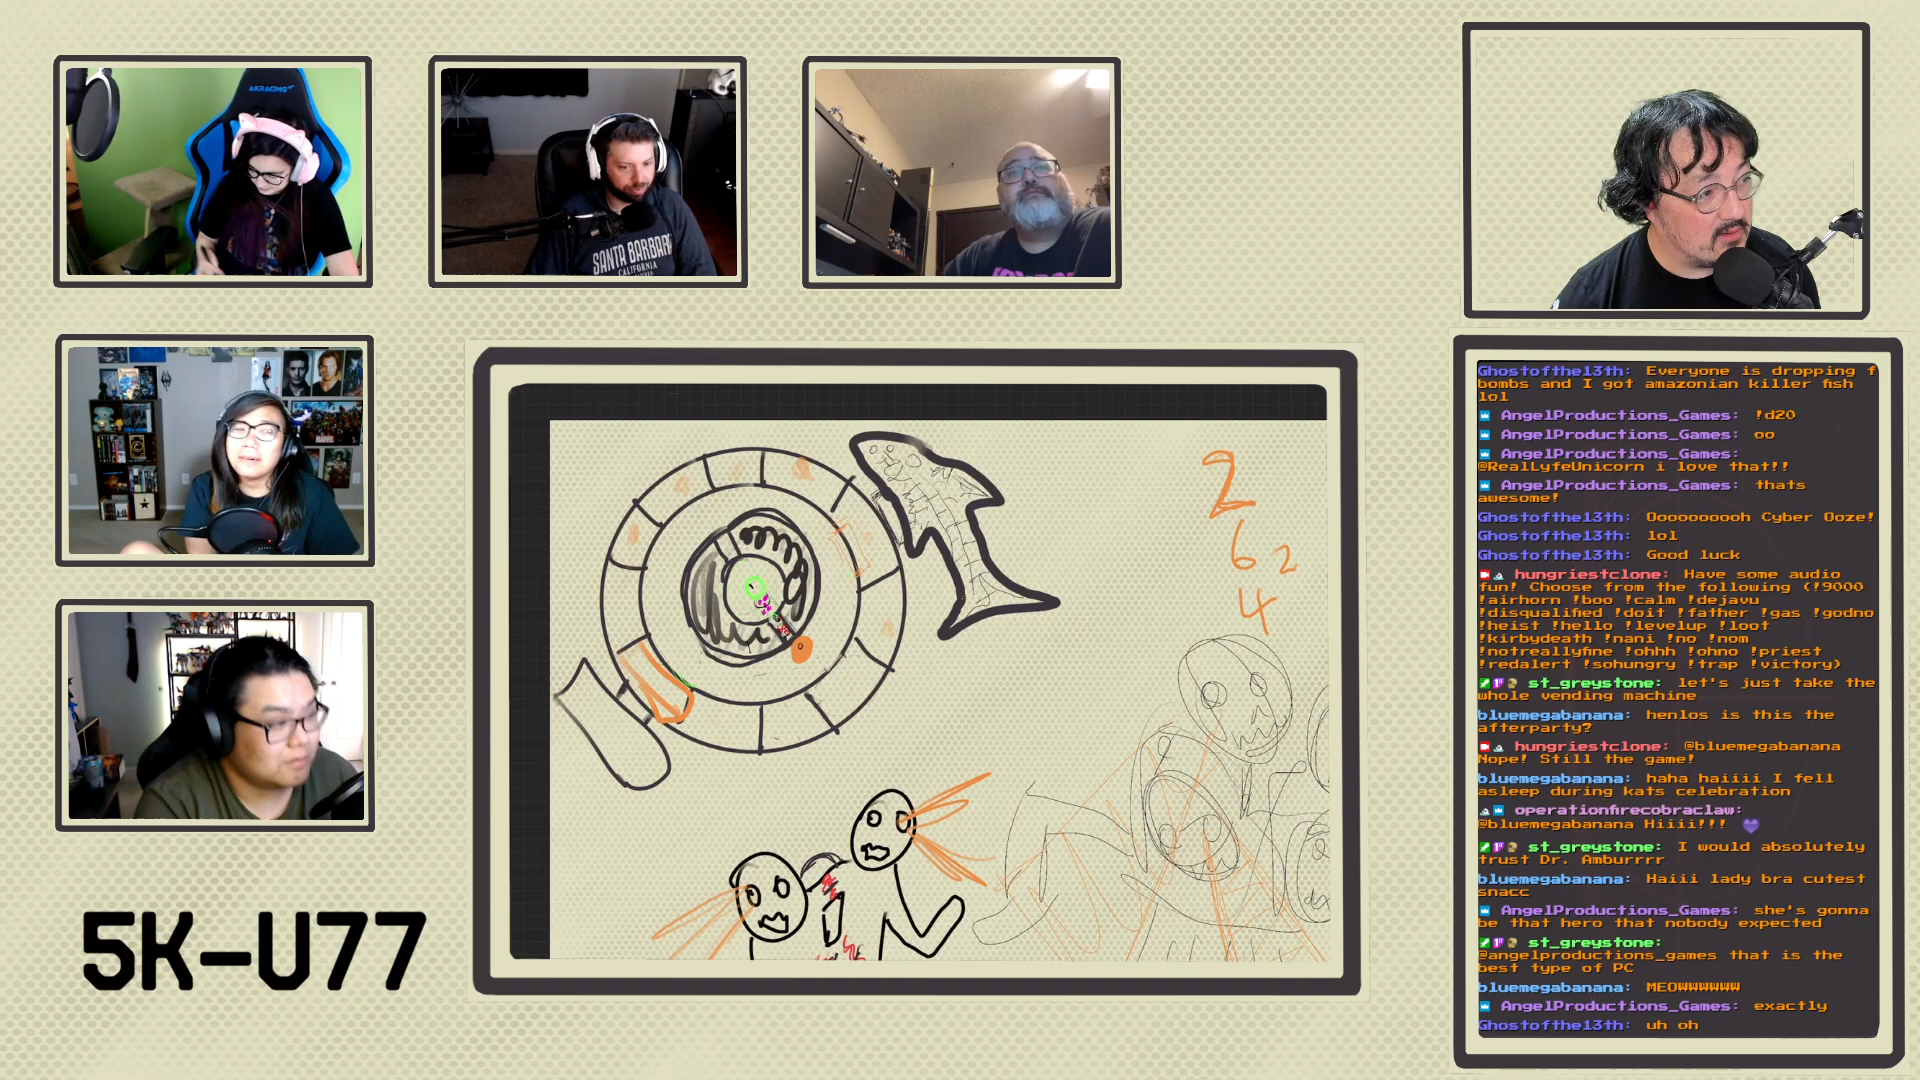 AKRACING
SANTA BARBARA
CALIFORNIA
MARVEL
2
6 2
4
5K-U77
Ghostofthe13th: Everyone is dropping f
bombs and I got amazonian killer fish
lol
AngelProductions_Games: !d20
AngelProductions_Games: oo
AngelProductions_Games:
@RealLyfeUnicorn i love that!!
AngelProductions_Games: thats
awesome!
Ghostofthe13th: Oooooooooh Cyber Ooze!
Ghostofthe13th: lol
Ghostofthe13th: Good luck
hungriestclone: Have some audio
fun! Choose from the following (!9000
!airhorn !boo !calm !dejavu
!disqualified !doit !father !gas !godno
!heist !hello !levelup !loot
!kirbydeath !nani !no !nom
!notreallyfine !ohhh !ohno !priest
!redalert !sohungry !trap !victory)
st_greystone: let's just take the
whole vending machine
bluemegabanana: henlos is this the
afterparty?
hungriestclone: @bluemegabanana
Nope! Still the game!
bluemegabanana: haha haiiii I fell
asleep during kats celebration
operationfirecobraclaw:
@bluemegabanana Hiiii!!!
st_greystone: I would absolutely
trust Dr. Amburrrr
bluemegabanana: Haiii lady bra cutest
snacc
AngelProductions_Games: she's gonna
be that hero that nobody expected
st_greystone:
@angelproductions_games that is the
best type of PC
bluemegabanana: MEOWWWWWW
AngelProductions_Games: exactly
Ghostofthe13th: uh oh